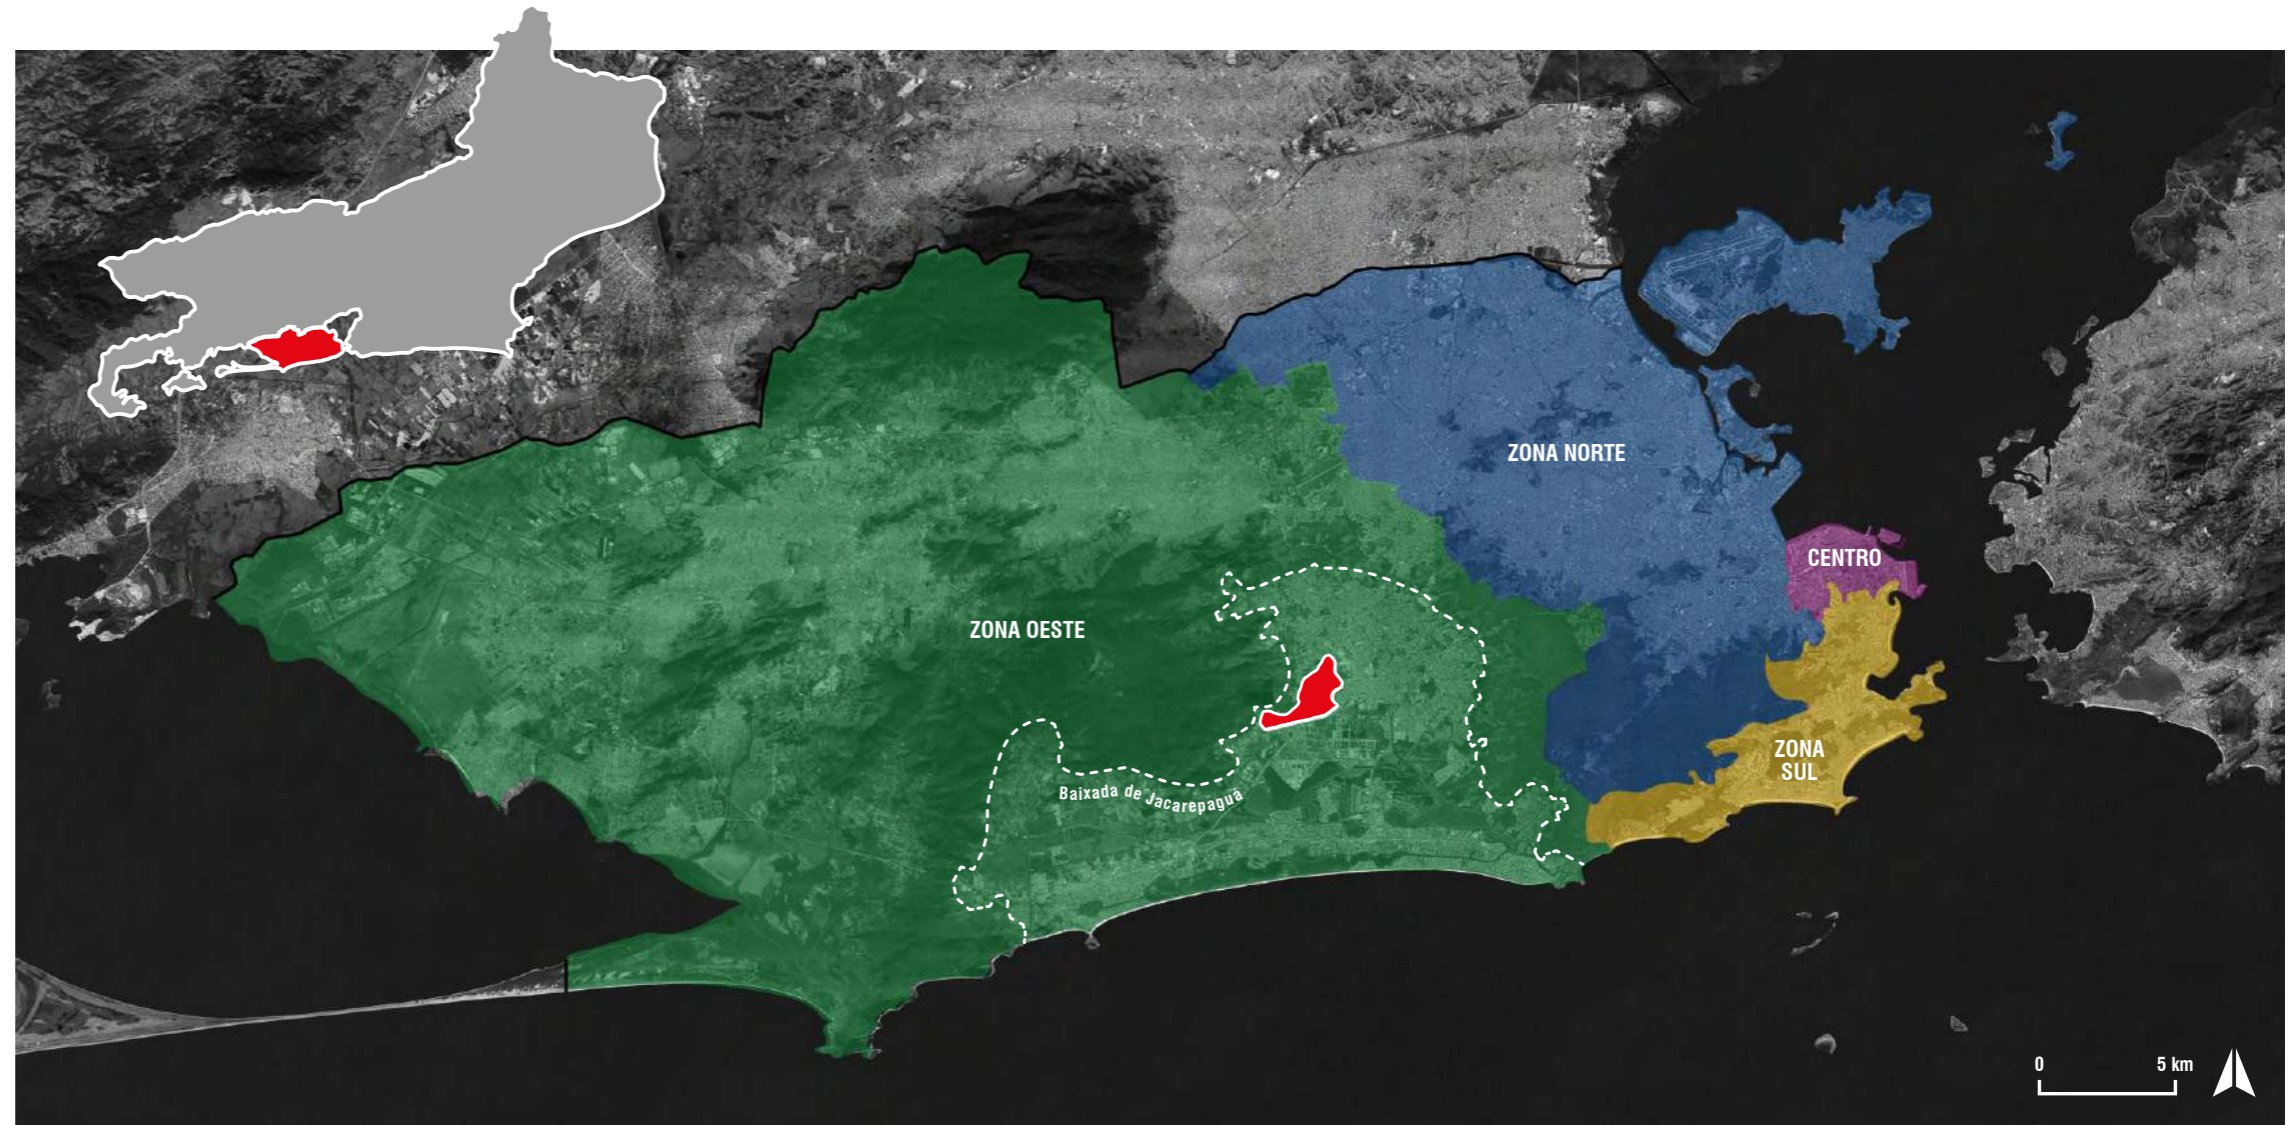 ZONA NORTE
CENTRO
ZONA OESTE
ZONA
SUL
Baixada de Jacarepaguá
0 5 km